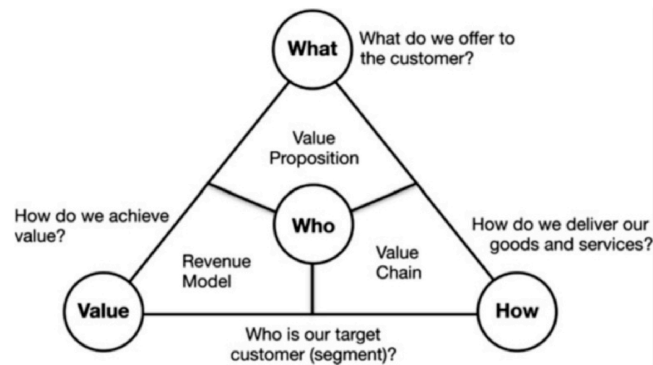 What
What do we offer to
the customer?
Value
Proposition
How do we achieve
value?
Who
How do we deliver our
goods and services?
Revenue
Model
Value
Chain
Value
How
Who is our target
customer (segment)?